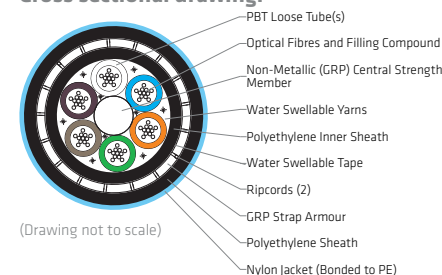 Cross sectional drawing:
PBT Loose Tube(s)
Optical Fibres and Filling Compound
Non-Metallic (GRP) Central Strength
Member
Water Swellable Yarns
Polyethylene Inner Sheath
Water Swellable Tape
Ripcords (2)
GRP Strap Armour
Polyethylene Sheath
Nylon Jacket (Bonded to PE)
(Drawing not to scale)